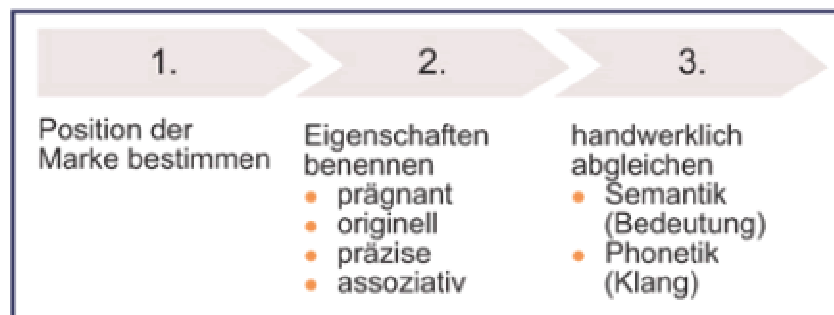 1.
2.
3.
Position der
Marke bestimmen
Eigenschaften
benennen
• prägnant
• originell
• präzise
• assoziativ
handwerklich
abgleichen
• Semantik
(Bedeutung)
• Phonetik
(Klang)